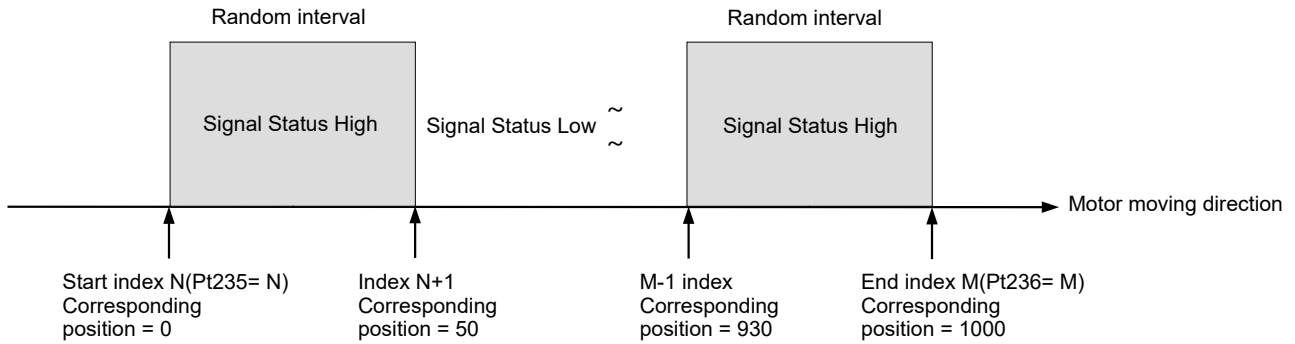 Random interval
Random interval
Signal Status High
Signal Status Low
~
~
Signal Status High
Motor moving direction
Start index N(Pt235= N)
Corresponding
position = 0
Index N+1
Corresponding
position = 50
M-1 index
Corresponding
position = 930
End index M(Pt236= M)
Corresponding
position = 1000